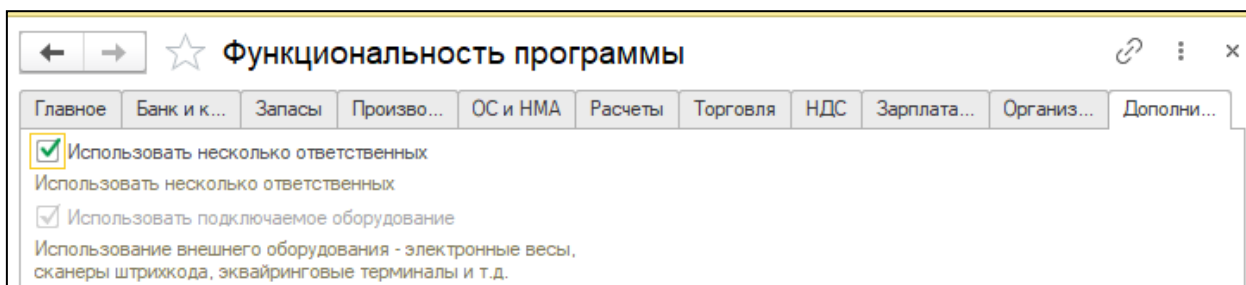 Функциональность программы
Главное Банк и к... Запасы Произво... ОС и НМА Расчеты Торговля НДС Зарплата... Организ... Дополни...
Использовать несколько ответственных
Использовать несколько ответственных
Использовать подключаемое оборудование
Использование внешнего оборудования - электронные весы,
сканеры штрихкода, эквайринговые терминалы и т.д.